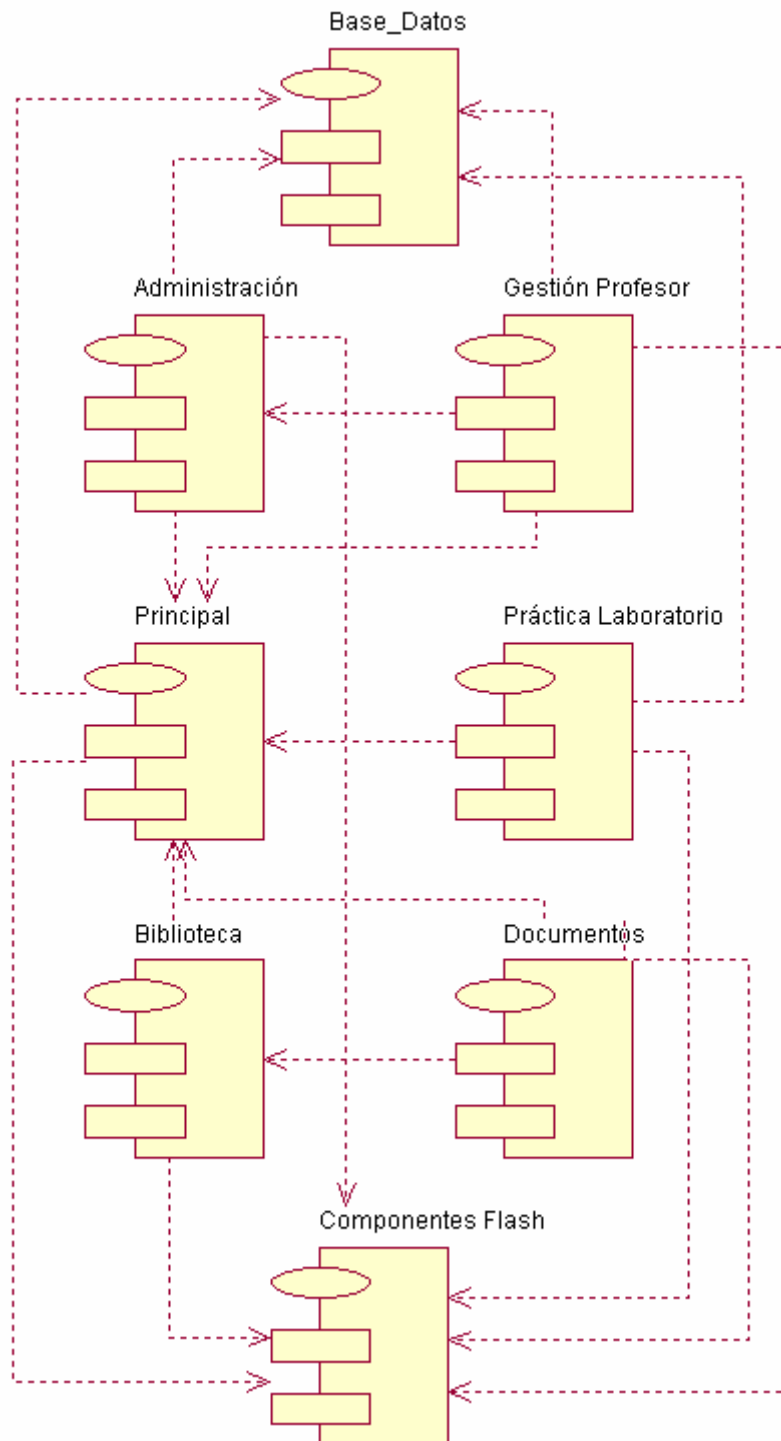 Base_Datos
Administración
Gestión Profesor
Principal
Práctica Laboratorio
Biblioteca
Documentos
Componentes Flash